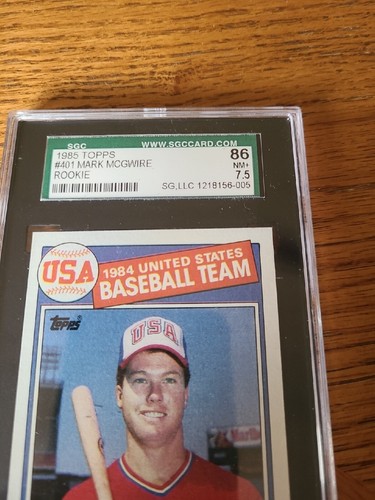 SGC WWW.SGCCARD.COM
1985 TOPPS 86
#401 MARK MCGWIRE NM+
ROOKIE 7.5
SG,LLC 1218156-005
USA
1984 UNITED STATES
BASEBALL TEAM
Topps
USA
Marlb